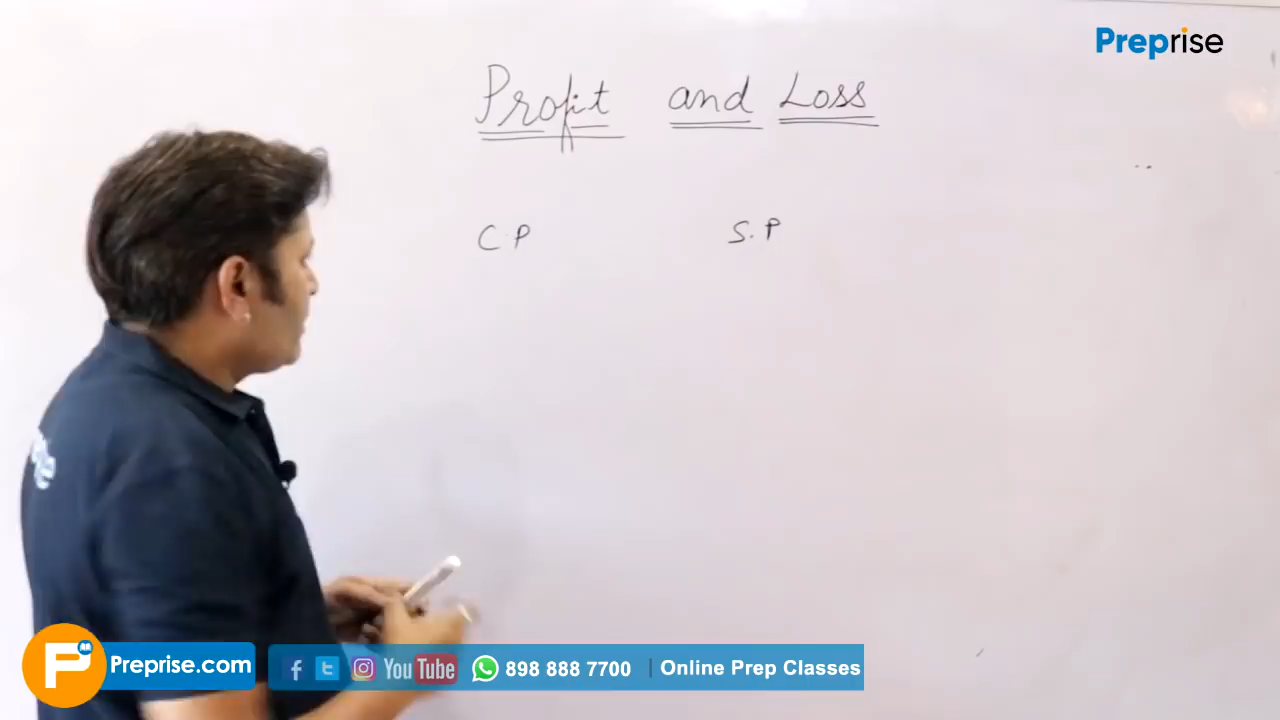 Preprise
Profit and Loss
C.P S.P
Preprise.com You Tube 898 888 7700 | Online Prep Classes